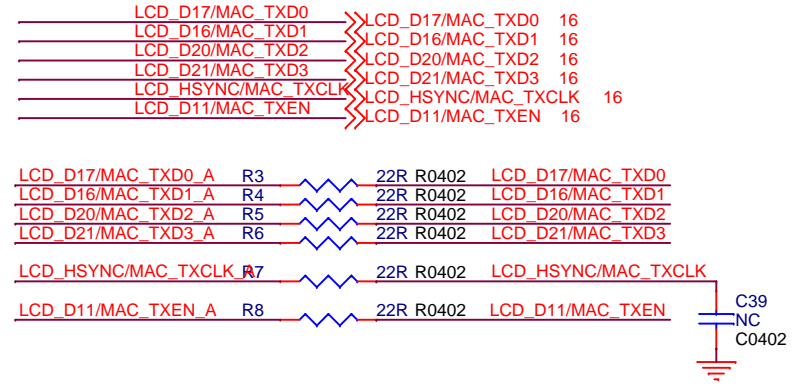 LCD_D17/MAC_TXD0 LCD_D17/MAC_TXD0 16
LCD_D16/MAC_TXD1 LCD_D16/MAC_TXD1 16
LCD_D20/MAC_TXD2 LCD_D20/MAC_TXD2 16
LCD_D21/MAC_TXD3 LCD_D21/MAC_TXD3 16
LCD_HSYNC/MAC_TXCLK LCD_HSYNC/MAC_TXCLK 16
LCD_D11/MAC_TXEN LCD_D11/MAC_TXEN 16
LCD_D17/MAC_TXD0_A R3 22R R0402 LCD_D17/MAC_TXD0
LCD_D16/MAC_TXD1_A R4 22R R0402 LCD_D16/MAC_TXD1
LCD_D20/MAC_TXD2_A R5 22R R0402 LCD_D20/MAC_TXD2
LCD_D21/MAC_TXD3_A R6 22R R0402 LCD_D21/MAC_TXD3
LCD_HSYNC/MAC_TXCLK_A R7 22R R0402 LCD_HSYNC/MAC_TXCLK
LCD_D11/MAC_TXEN_A R8 22R R0402 LCD_D11/MAC_TXEN
C39
NC
C0402